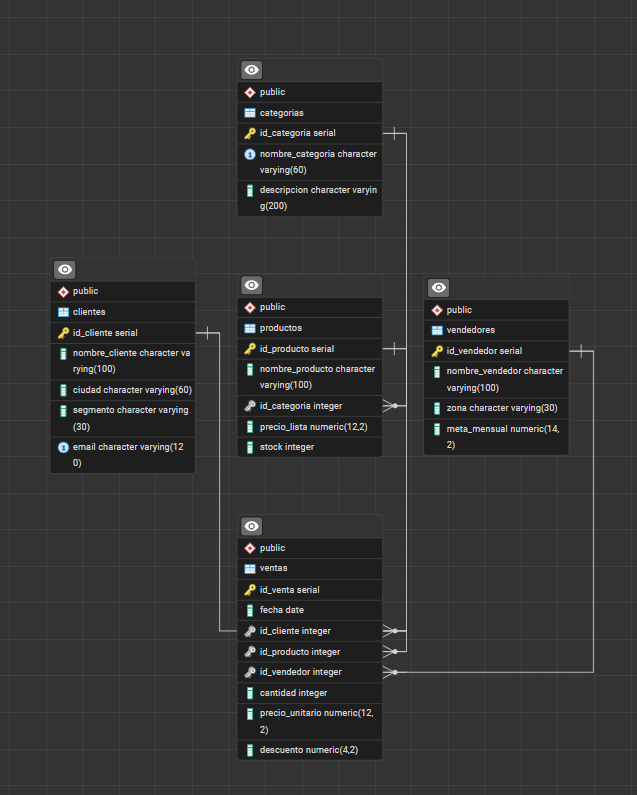 public
categorias
id_categoria serial
nombre_categoria character
varying(60)
descripcion character varyin
g(200)
public
clientes
id_cliente serial
nombre_cliente character va
rying(100)
ciudad character varying(60)
segmento character varying
(30)
email character varying(12
0)
public
productos
id_producto serial
nombre_producto character
varying(100)
id_categoria integer
precio_lista numeric(12,2)
stock integer
public
vendedores
id_vendedor serial
nombre_vendedor character
varying(100)
zona character varying(30)
meta_mensual numeric(14,
2)
public
ventas
id_venta serial
fecha date
id_cliente integer
id_producto integer
id_vendedor integer
cantidad integer
precio_unitario numeric(12,
2)
descuento numeric(4,2)